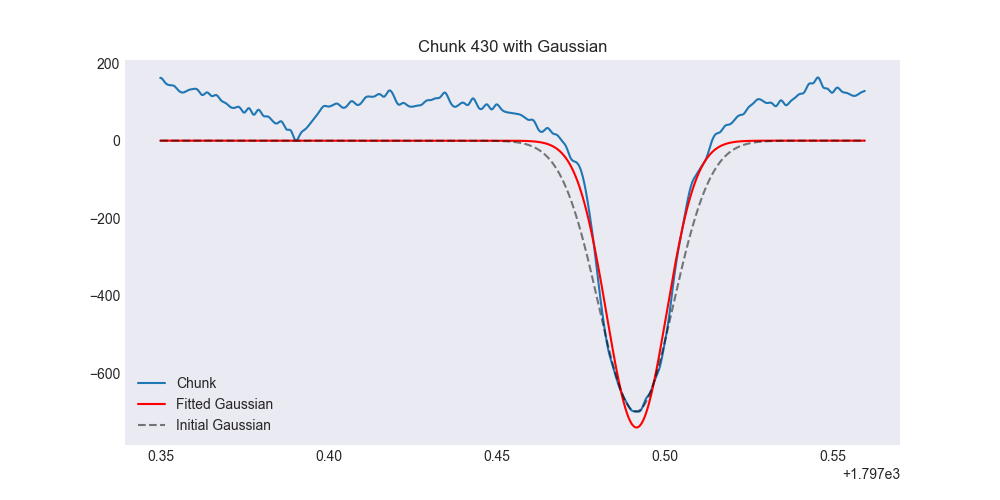 Chunk 430 with Gaussian
200
0
−200
−400
−600
Chunk
Fitted Gaussian
Initial Gaussian
0.35 0.40 0.45 0.50 0.55
+1.797e3